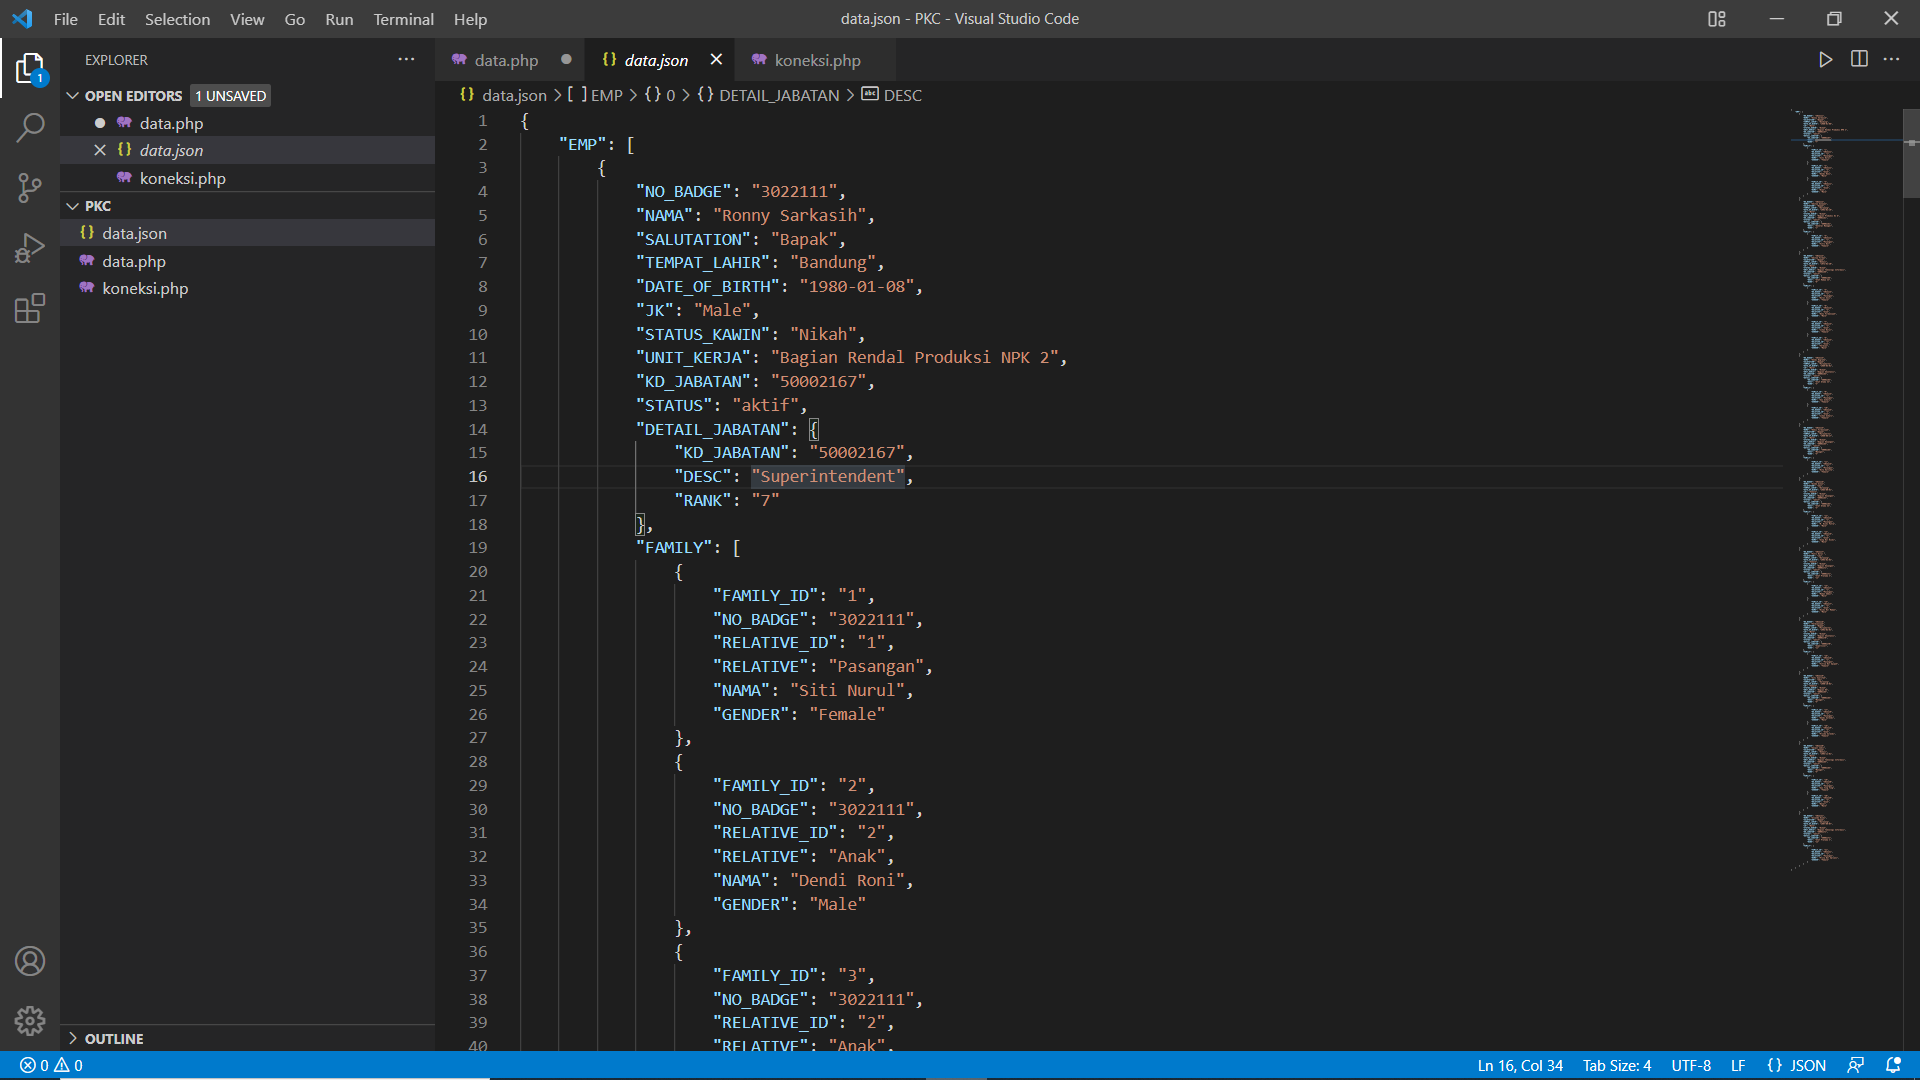 File Edit Selection View Go Run Terminal Help
data.json - PKC - Visual Studio Code
EXPLORER
1
OPEN EDITORS 1 UNSAVED
data.php
data.json
koneksi.php
PKC
data.json
data.php
koneksi.php
OUTLINE
data.php data.json koneksi.php
data.json > [ ] EMP > {} 0 > {} DETAIL_JABATAN > abc DESC
1 {
2 "EMP": [
3 {
4 "NO_BADGE": "3022111",
5 "NAMA": "Ronny Sarkasih",
6 "SALUTATION": "Bapak",
7 "TEMPAT_LAHIR": "Bandung",
8 "DATE_OF_BIRTH": "1980-01-08",
9 "JK": "Male",
10 "STATUS_KAWIN": "Nikah",
11 "UNIT_KERJA": "Bagian Rendal Produksi NPK 2",
12 "KD_JABATAN": "50002167",
13 "STATUS": "aktif",
14 "DETAIL_JABATAN": {
15 "KD_JABATAN": "50002167",
16 "DESC": "Superintendent",
17 "RANK": "7"
18 },
19 "FAMILY": [
20 {
21 "FAMILY_ID": "1",
22 "NO_BADGE": "3022111",
23 "RELATIVE_ID": "1",
24 "RELATIVE": "Pasangan",
25 "NAMA": "Siti Nurul",
26 "GENDER": "Female"
27 },
28 {
29 "FAMILY_ID": "2",
30 "NO_BADGE": "3022111",
31 "RELATIVE_ID": "2",
32 "RELATIVE": "Anak",
33 "NAMA": "Dendi Roni",
34 "GENDER": "Male"
35 },
36 {
37 "FAMILY_ID": "3",
38 "NO_BADGE": "3022111",
39 "RELATIVE_ID": "2",
40 "RELATIVE": "Anak",
0 0
Ln 16, Col 34 Tab Size: 4 UTF-8 LF {} JSON